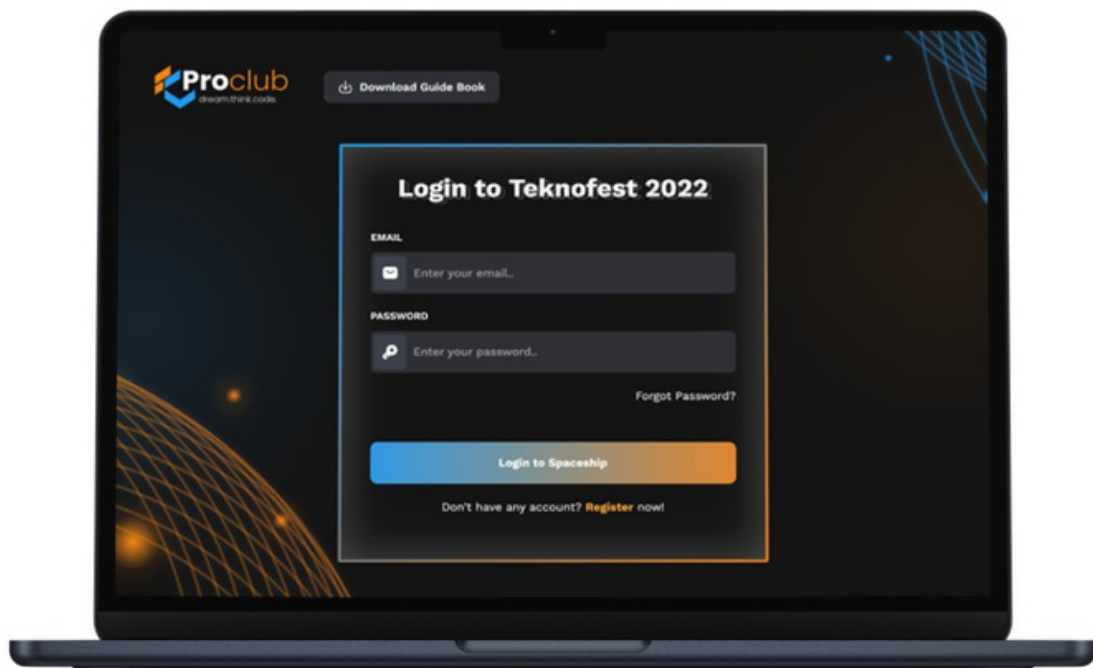 Proclub
dream.think.code.
Download Guide Book
Login to Teknofest 2022
EMAIL
Enter your email..
PASSWORD
Enter your password..
Forgot Password?
Login to Spaceship
Don't have any account? Register now!